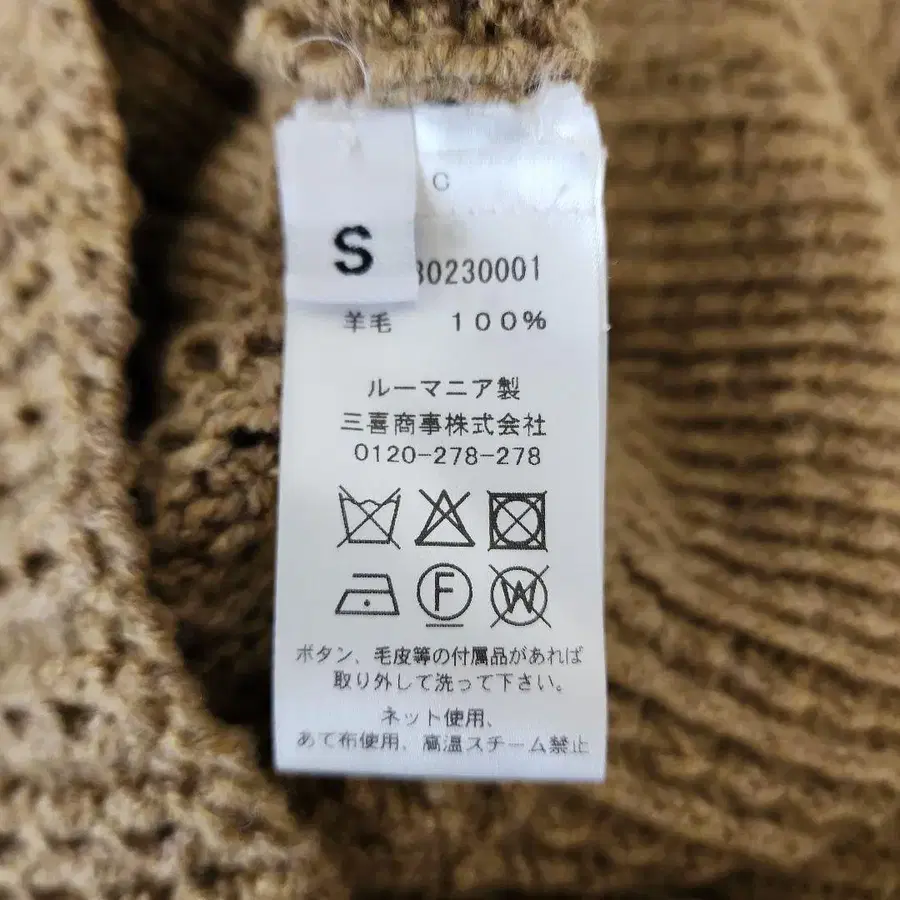 C
S
30230001
羊毛 100%
ルーマニア製
三喜商事株式会社
0120-278-278
F
W
ボタン、毛皮等の付属品があれば
取り外して洗って下さい。
ネット使用、
あて布使用、高温スチーム禁止